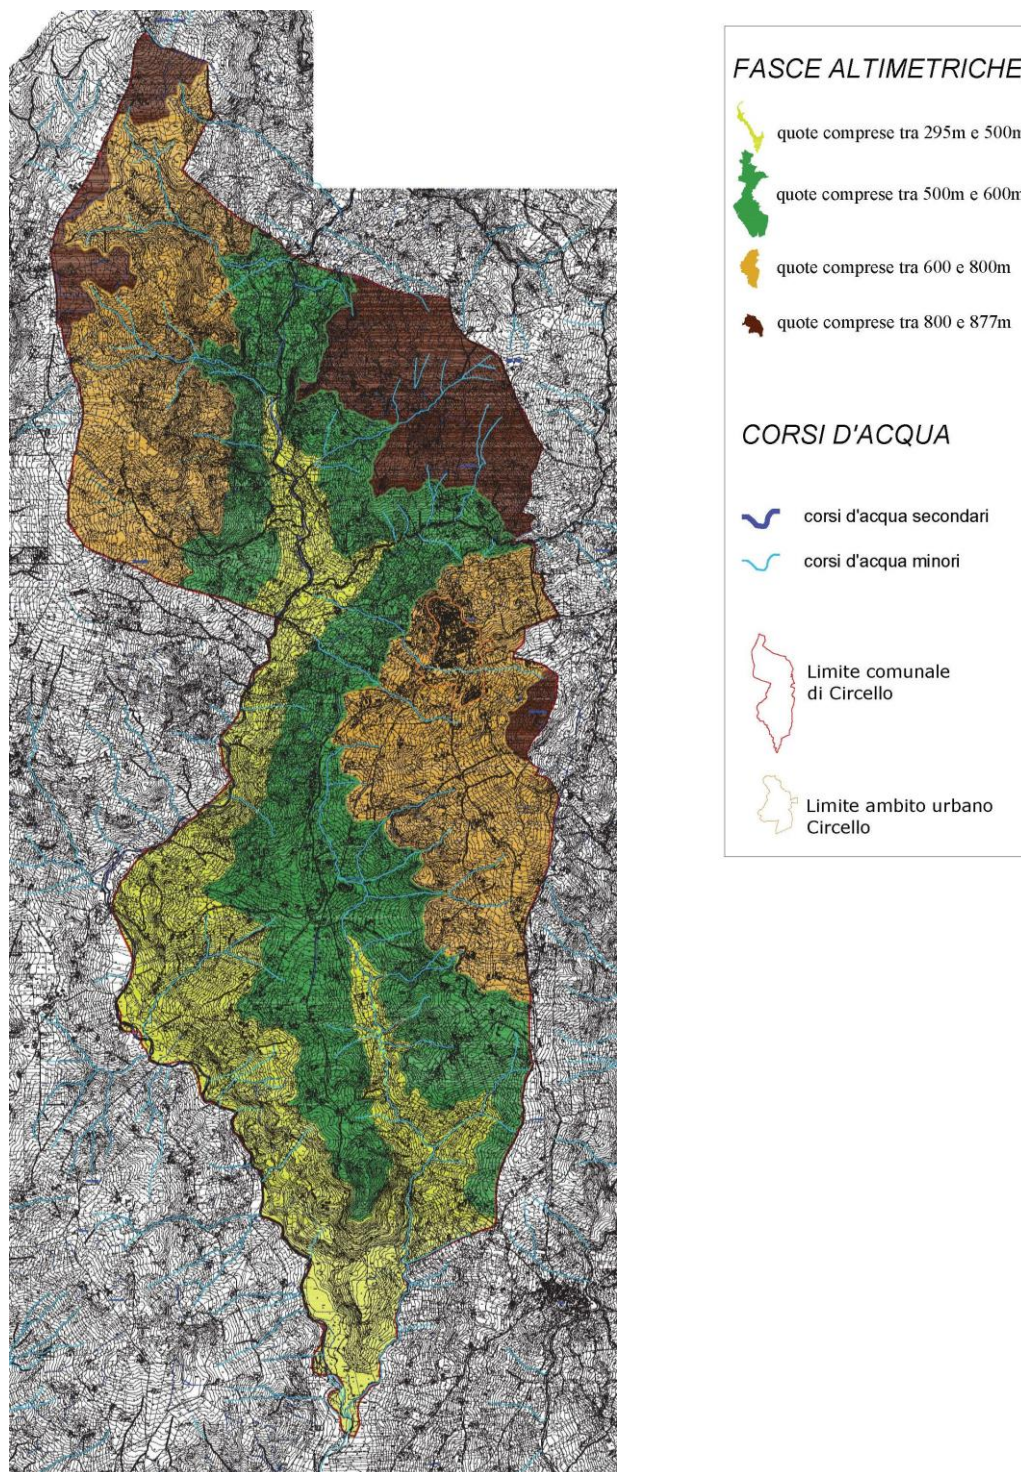 FASCE ALTIMETRICHE
quote comprese tra 295m e 500m
quote comprese tra 500m e 600m
quote comprese tra 600 e 800m
quote comprese tra 800 e 877m
CORSI D'ACQUA
corsi d'acqua secondari
corsi d'acqua minori
Limite comunale
di Circello
Limite ambito urbano
Circello